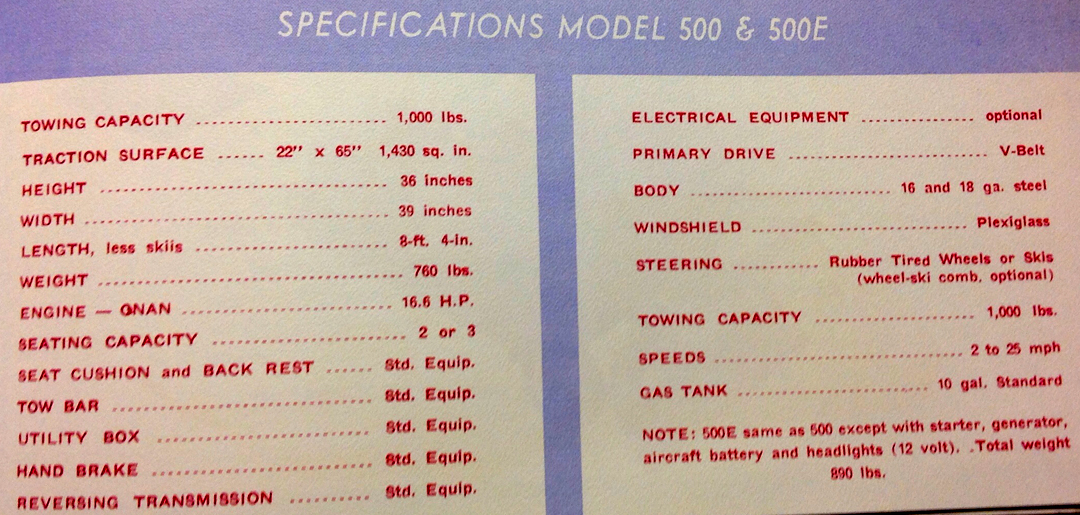 SPECIFICATIONS MODEL 500 & 500E
TOWING CAPACITY .......................... 1,000 lbs.
TRACTION SURFACE ...... 22" x 65" 1,430 sq. in.
HEIGHT ........................................ 36 inches
WIDTH .......................................... 39 inches
LENGTH, less skiis .......................... 8-ft. 4-in.
WEIGHT ........................................ 760 lbs.
ENGINE — ONAN ............................ 16.6 H.P.
SEATING CAPACITY .......................... 2 or 3
SEAT CUSHION and BACK REST ...... Std. Equip.
TOW BAR .................................... Std. Equip.
UTILITY BOX .............................. Std. Equip.
HAND BRAKE .............................. Std. Equip.
REVERSING TRANSMISSION .......... Std. Equip.
ELECTRICAL EQUIPMENT ............... optional
PRIMARY DRIVE ............................ V-Belt
BODY .............................. 16 and 18 ga. steel
WINDSHIELD ............................ Plexiglass
STEERING ............ Rubber Tired Wheels or Skis
(wheel-ski comb. optional)
TOWING CAPACITY ...................... 1,000 lbs.
SPEEDS .................................... 2 to 25 mph
GAS TANK ............................ 10 gal. Standard
NOTE: 500E same as 500 except with starter, generator,
aircraft battery and headlights (12 volt). .Total weight
890 lbs.